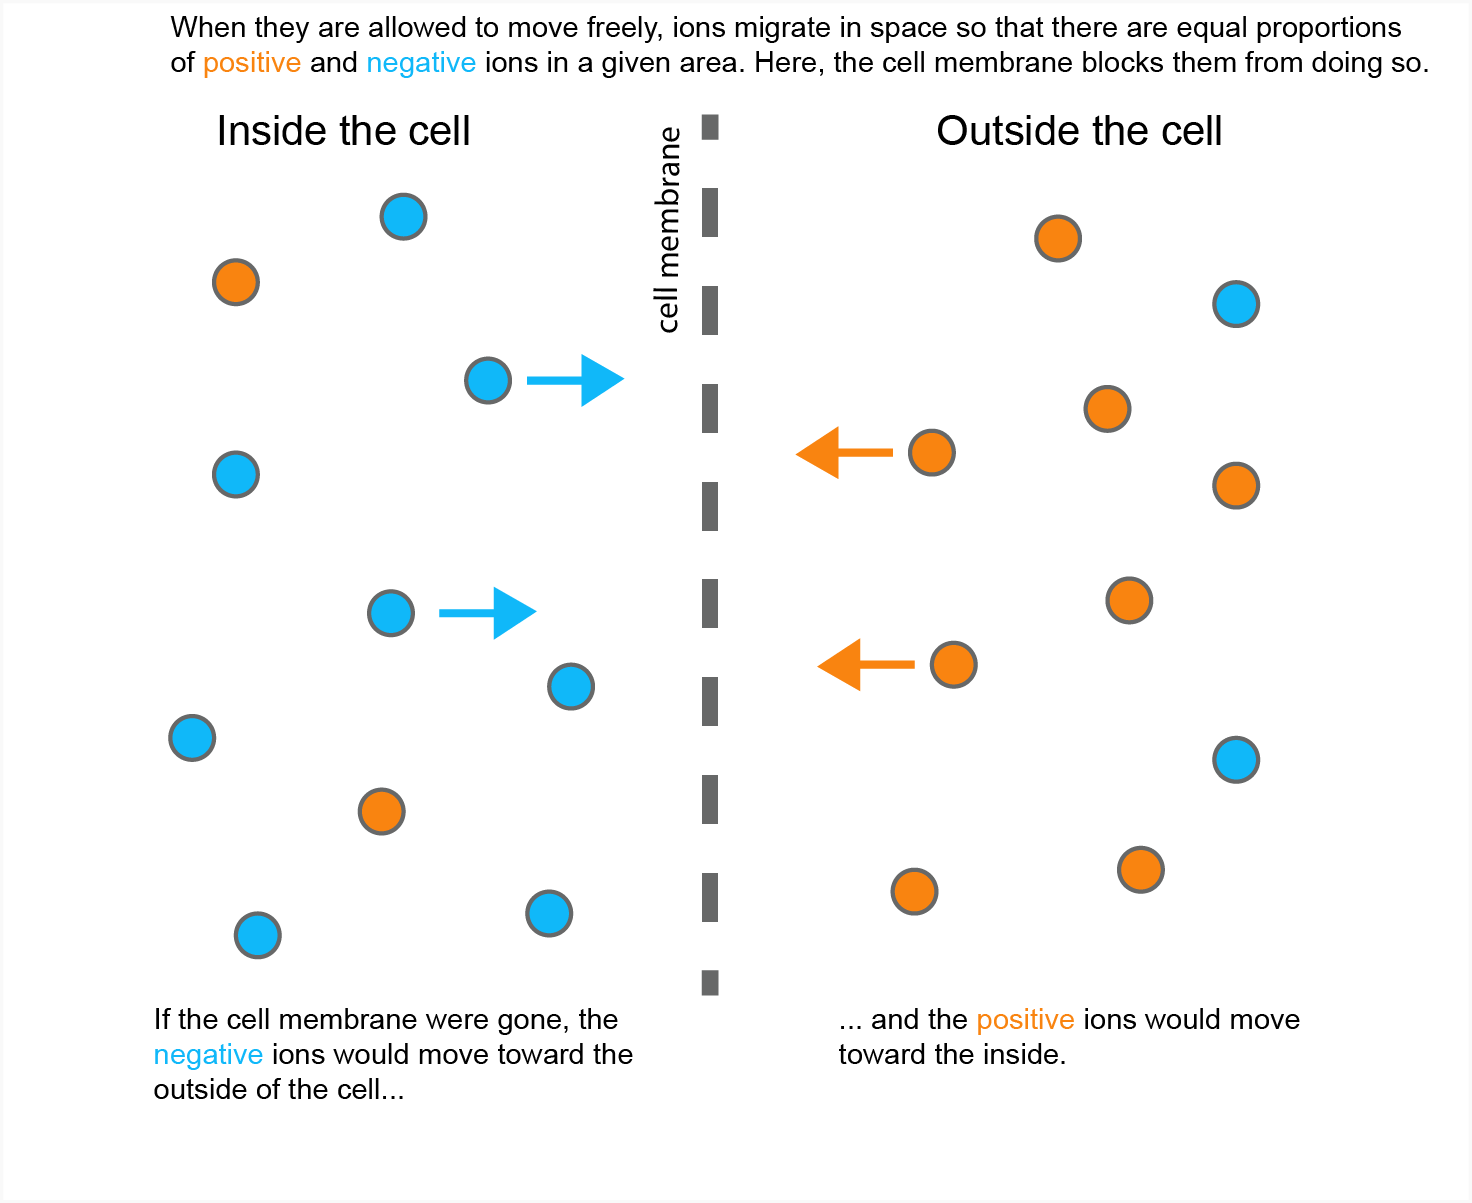 When they are allowed to move freely, ions migrate in space so that there are equal proportions
of positive and negative ions in a given area. Here, the cell membrane blocks them from doing so.
Inside the cell
cell membrane
Outside the cell
If the cell membrane were gone, the
negative ions would move toward the
outside of the cell...
... and the positive ions would move
toward the inside.